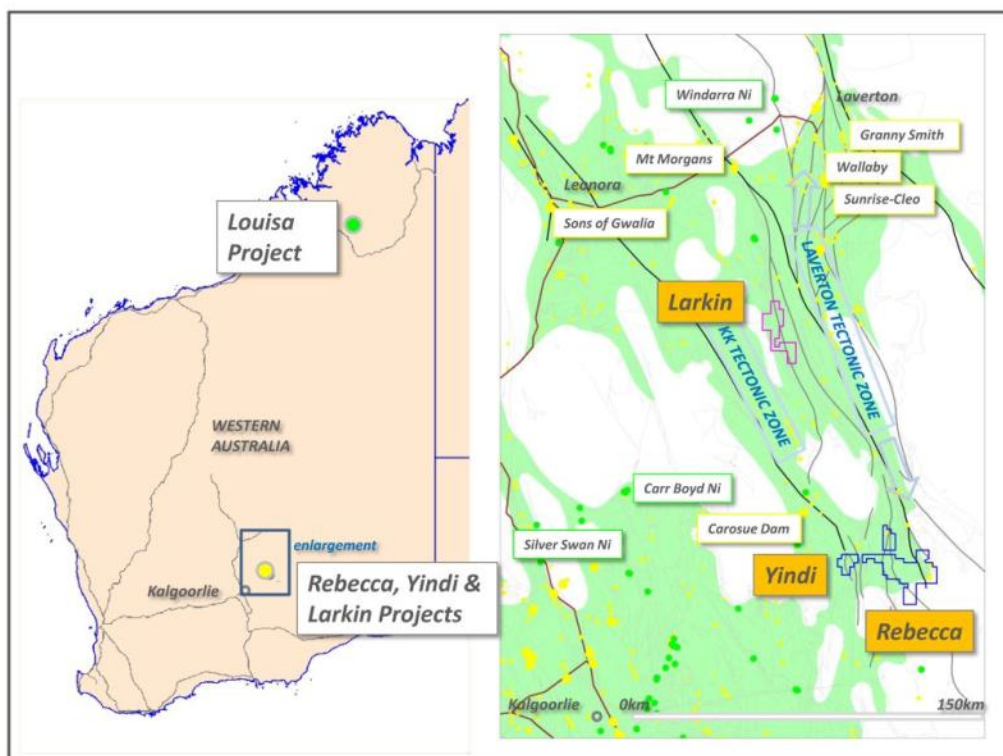 Louisa
Project
WESTERN
AUSTRALIA
enlargement
Kalgoorlie
Rebecca, Yindi &
Larkin Projects
Windarra Ni
Laverton
Granny Smith
Mt Morgans
Wallaby
Leonora
Sunrise-Cleo
Sons of Gwalia
Larkin
LAVERTON TECTONIC ZONE
KK TECTONIC ZONE
Carr Boyd Ni
Carosue Dam
Silver Swan Ni
Yindi
Rebecca
Kalgoorlie
0km
150km